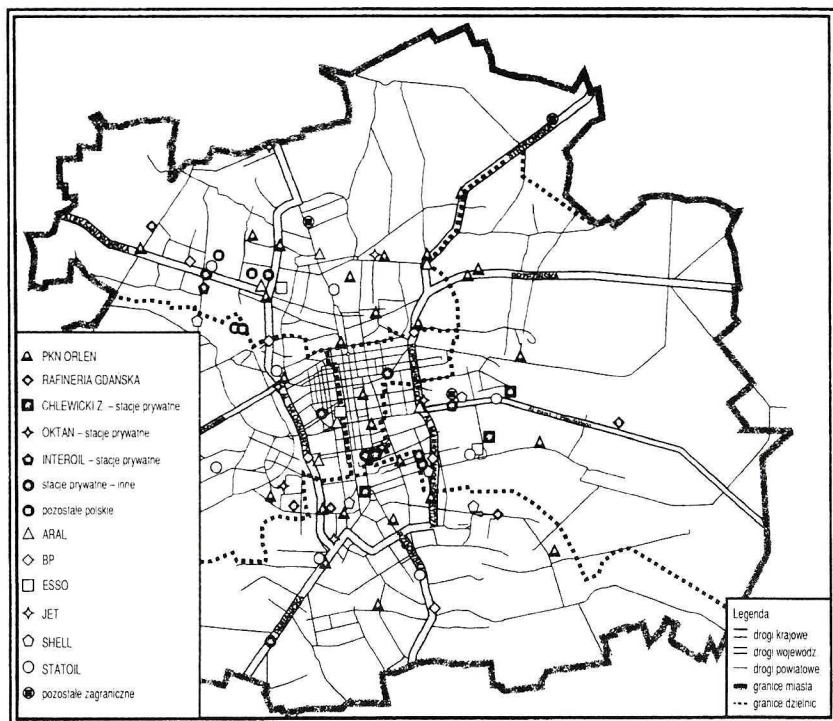 BRZEZIŃSKA
PKN ORLEN
RAFINERIA GDAŃSKA
CHLEWICKI Z. – stacje prywatne
OKTAN – stacje prywatne
INTEROIL – stacje prywatne
stacje prywatne – inne
pozostałe polskie
ARAL
BP
ESSO
JET
SHELL
STATOIL
pozostałe zagraniczne
Legenda
drogi krajowe
drogi wojewódz.
drogi powiatowe
granice miasta
granice dzielnic